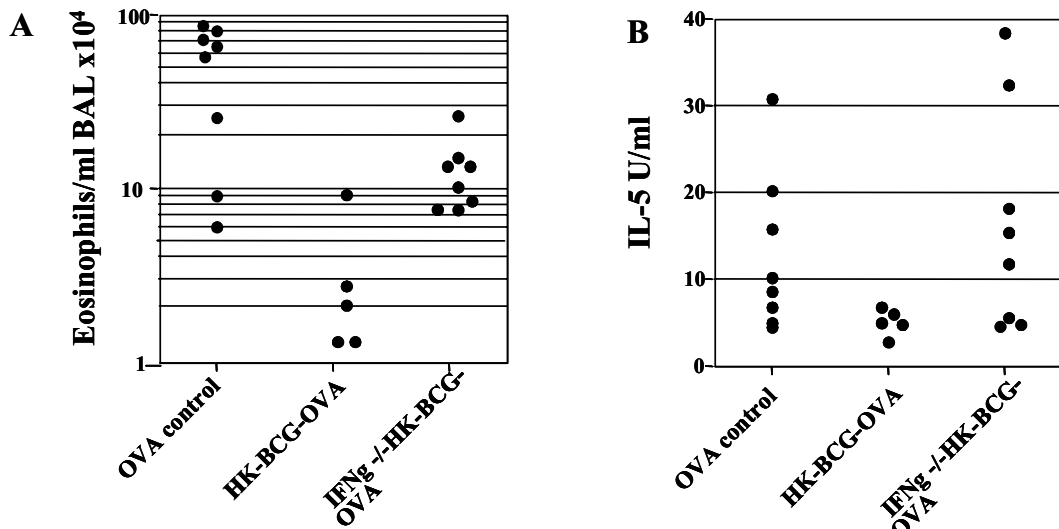 A
Eosinophils/ml BAL x10⁴
100
10
1
OVA control
HK-BCG-OVA
IFNg -/-HK-BCG-
OVA
B
IL-5 U/ml
40
30
20
10
0
OVA control
HK-BCG-OVA
IFNg -/-HK-BCG-
OVA